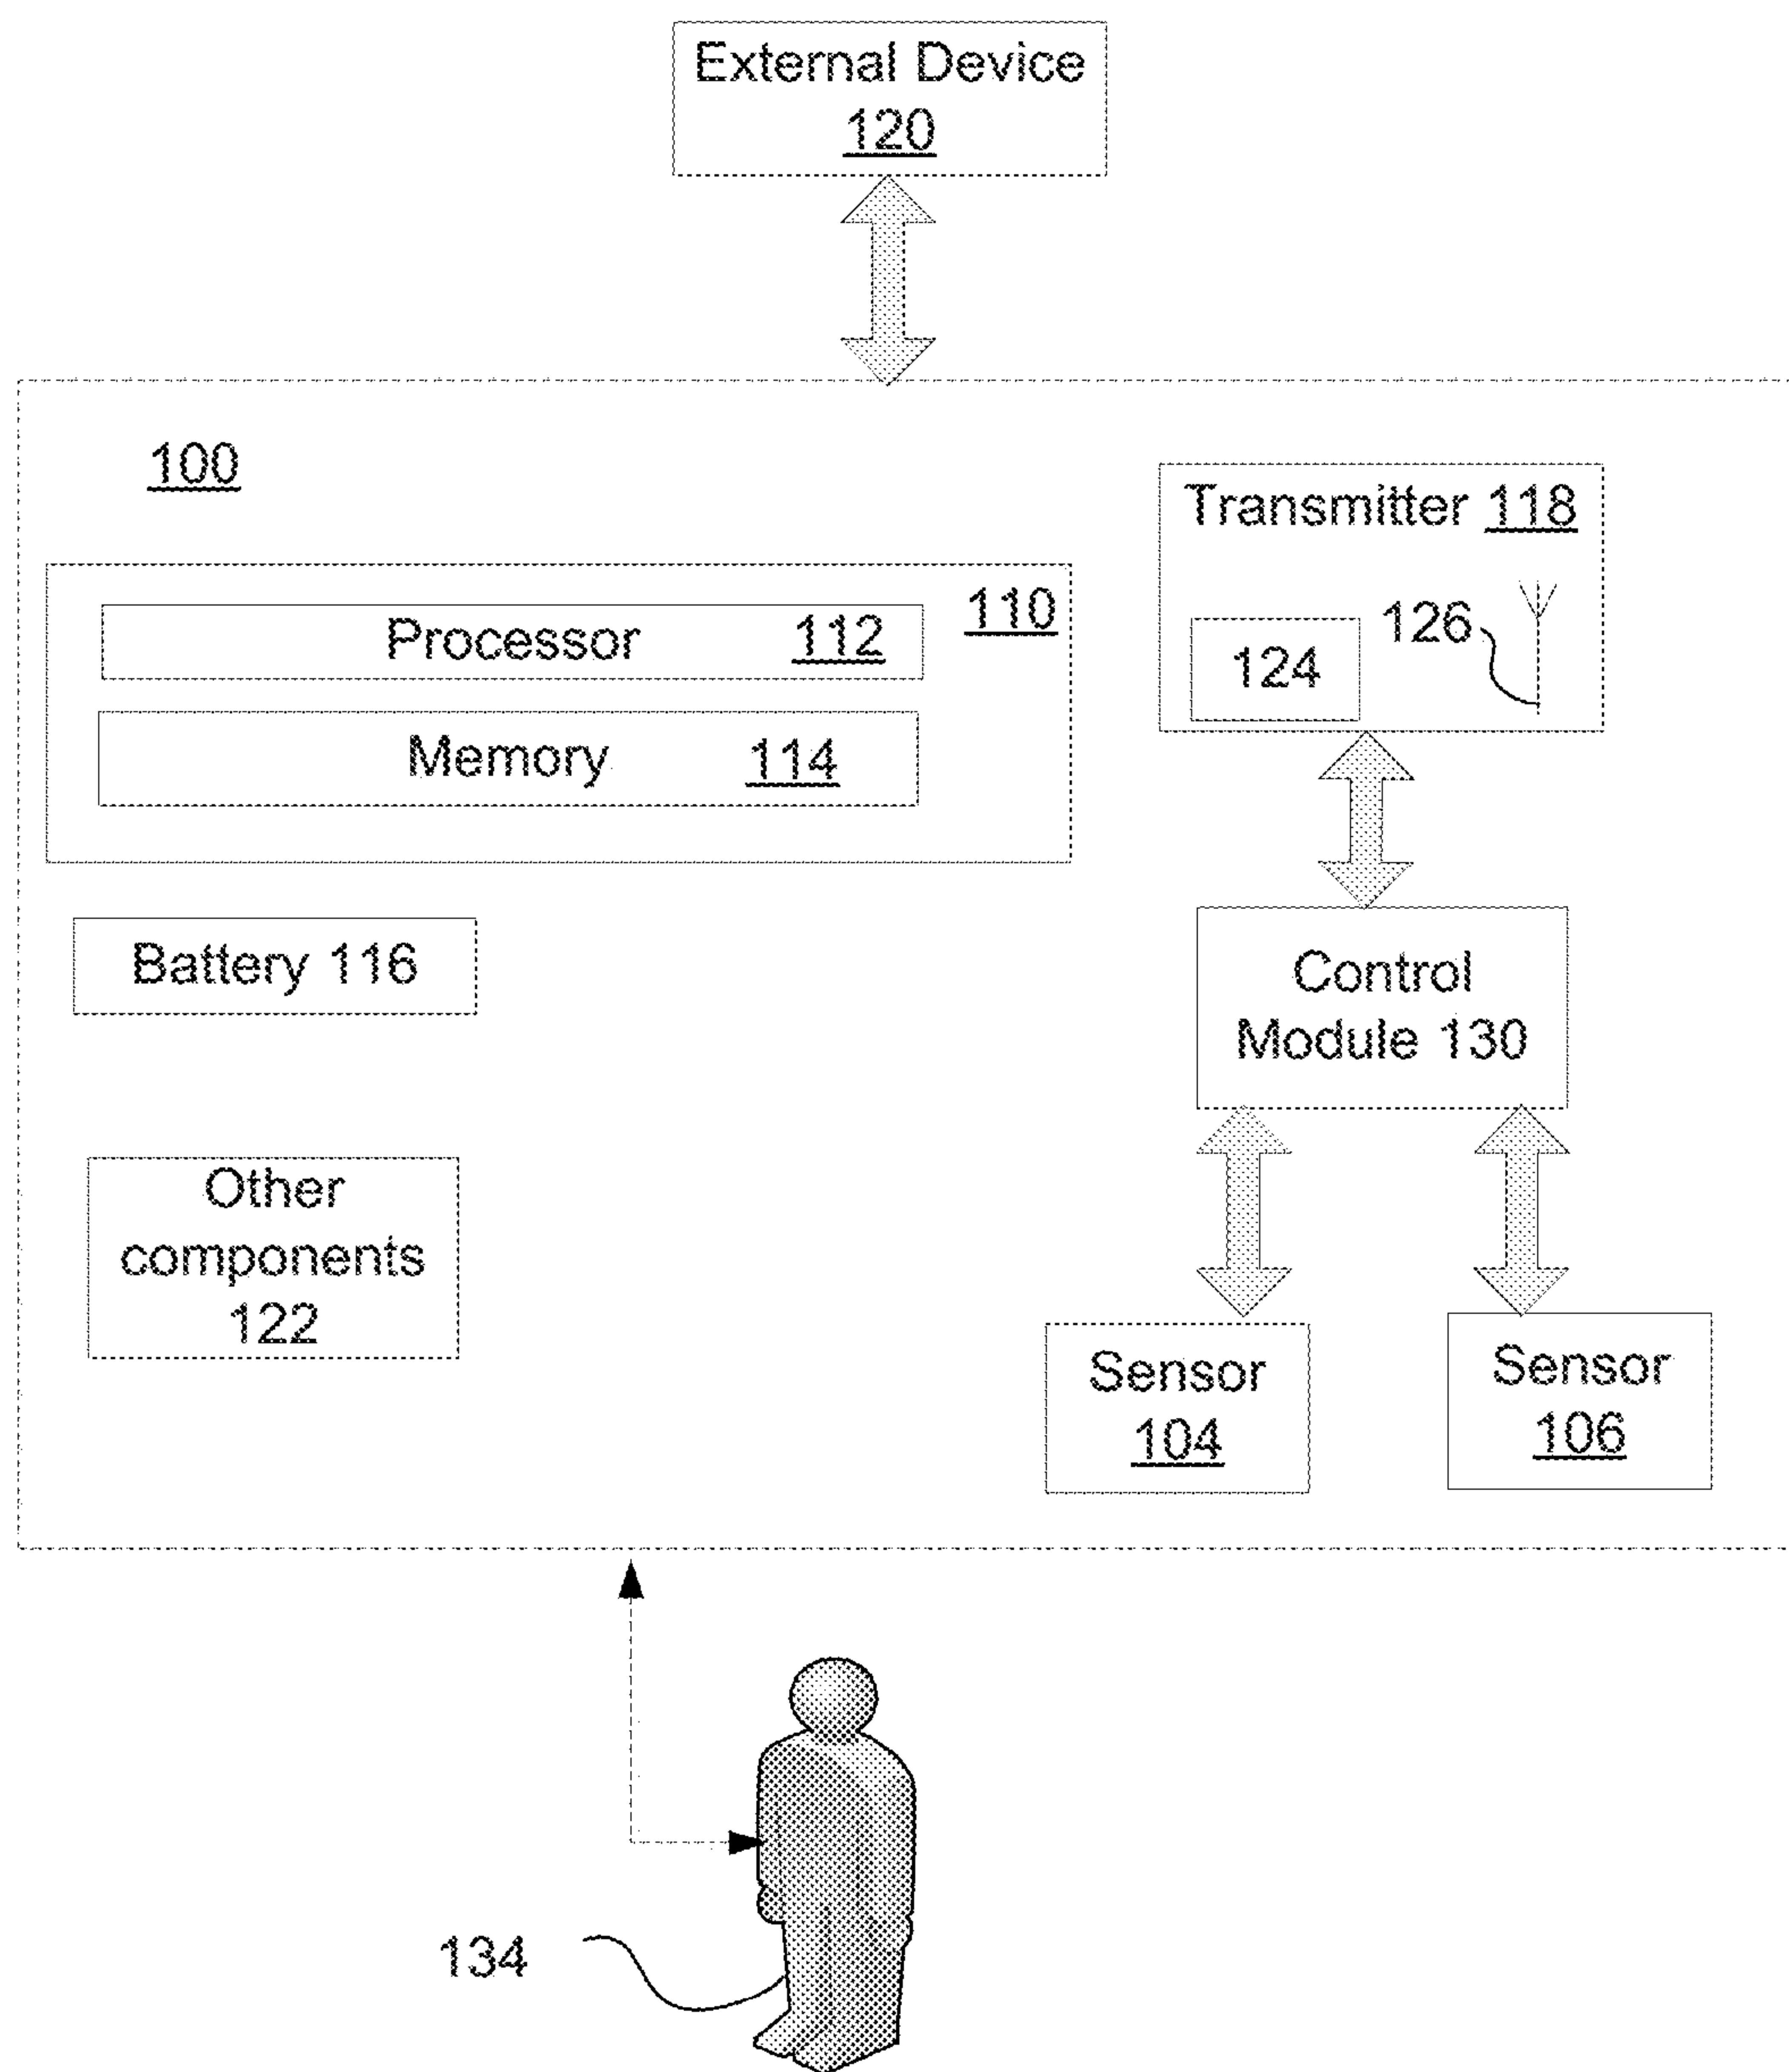 External Device
120
100
Transmitter 118
110
Processor 112
126
124
Memory 114
Battery 116
Control
Module 130
Other
components
122
Sensor
104
Sensor
106
134